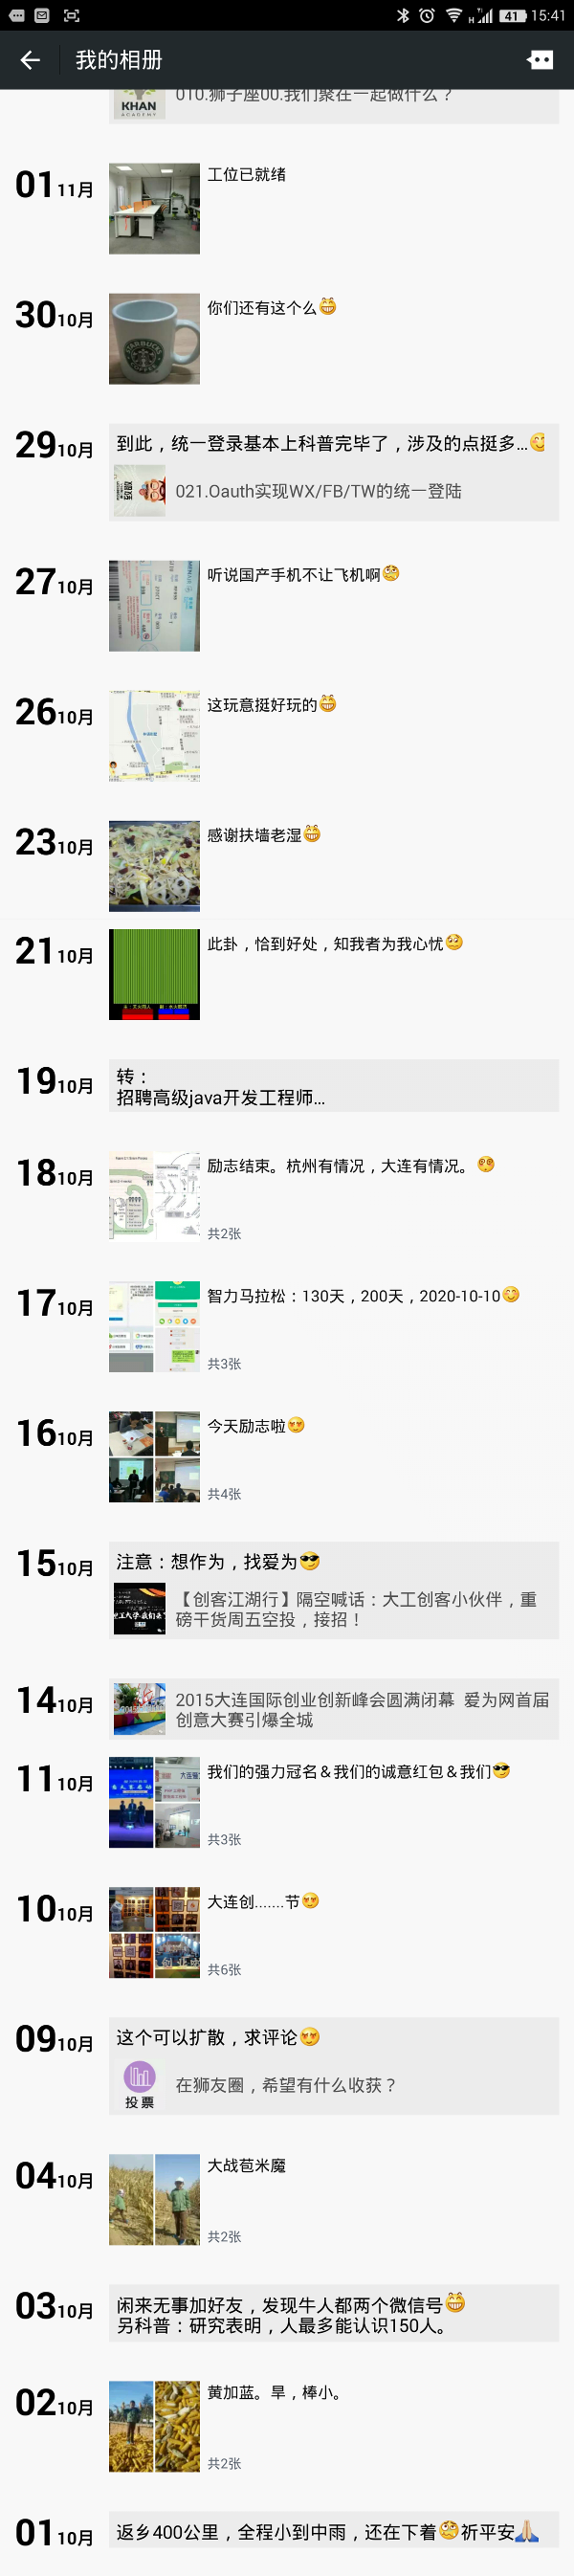 41 15:41
我的相册
KHAN
ACADEMY
010.狮子座00.我们聚在一起做什么？
01 11月
工位已就绪
30 10月
STARBUCKS
你们还有这个么
29 10月
到此，统一登录基本上科普完毕了，涉及的点挺多...
021.Oauth实现WX/FB/TW的统一登陆
27 10月
听说国产手机不让飞机啊
26 10月
这玩意挺好玩的
23 10月
感谢扶墙老湿
21 10月
此卦，恰到好处，知我者为我心忧
19 10月
转：
招聘高级java开发工程师...
18 10月
励志结束。杭州有情况，大连有情况。
共2张
17 10月
智力马拉松：130天，200天，2020-10-10
共3张
16 10月
今天励志啦
共4张
15 10月
注意：想作为，找爱为
【创客江湖行】隔空喊话：大工创客小伙伴，重
磅干货周五空投，接招！
14 10月
2015大连国际创业创新峰会圆满闭幕 爱为网首届
创意大赛引爆全城
11 10月
我们的强力冠名＆我们的诚意红包＆我们
共3张
10 10月
大连创.......节
共6张
09 10月
这个可以扩散，求评论
投票
在狮友圈，希望有什么收获？
04 10月
大战苞米魔
共2张
03 10月
闲来无事加好友，发现牛人都两个微信号
另科普：研究表明，人最多能认识150人。
02 10月
黄加蓝。旱，棒小。
共2张
01 10月
返乡400公里，全程小到中雨，还在下着祈平安